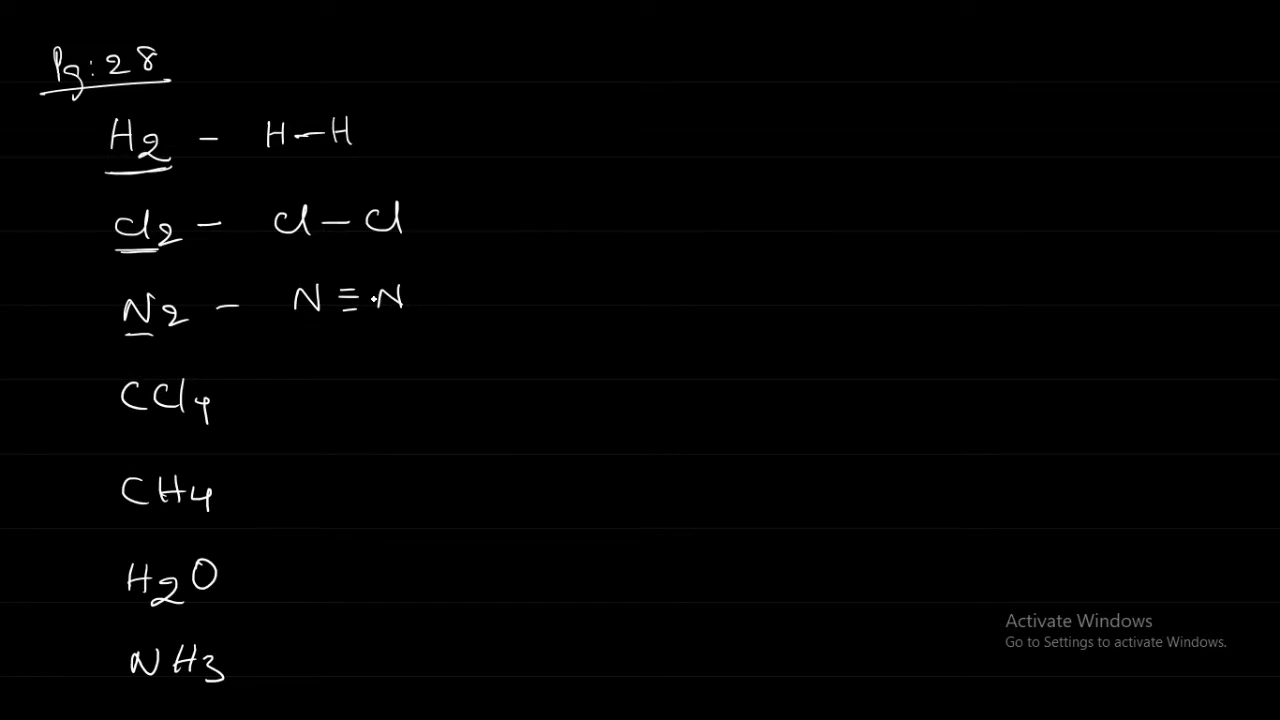 Pg: 28
H2 - H-H
Cl2 - Cl-Cl
N2 - N≡N
CCl4
CH4
H2O
NH3
Activate Windows
Go to Settings to activate Windows.